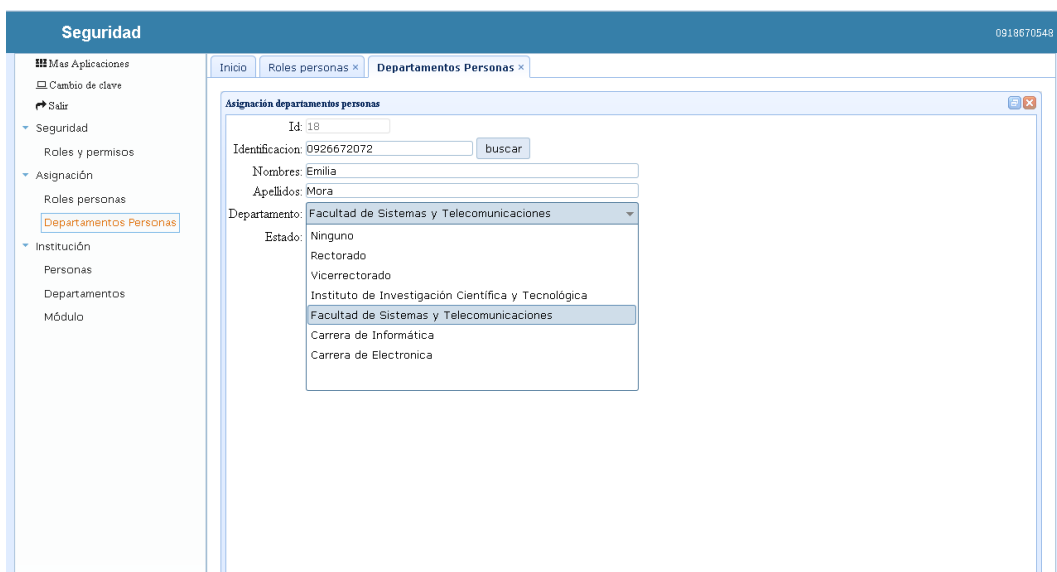 Seguridad
0918670548
Mas Aplicaciones
Cambio de clave
Salir
Seguridad
Roles y permisos
Asignación
Roles personas
Departamentos Personas
Institución
Personas
Departamentos
Módulo
Inicio
Roles personas ×
Departamentos Personas ×
Asignación departamentos personas
Id: 18
Identificacion: 0926672072 buscar
Nombres: Emilia
Apellidos: Mora
Departamento: Facultad de Sistemas y Telecomunicaciones
Estado:
Ninguno
Rectorado
Vicerrectorado
Instituto de Investigación Científica y Tecnológica
Facultad de Sistemas y Telecomunicaciones
Carrera de Informática
Carrera de Electronica